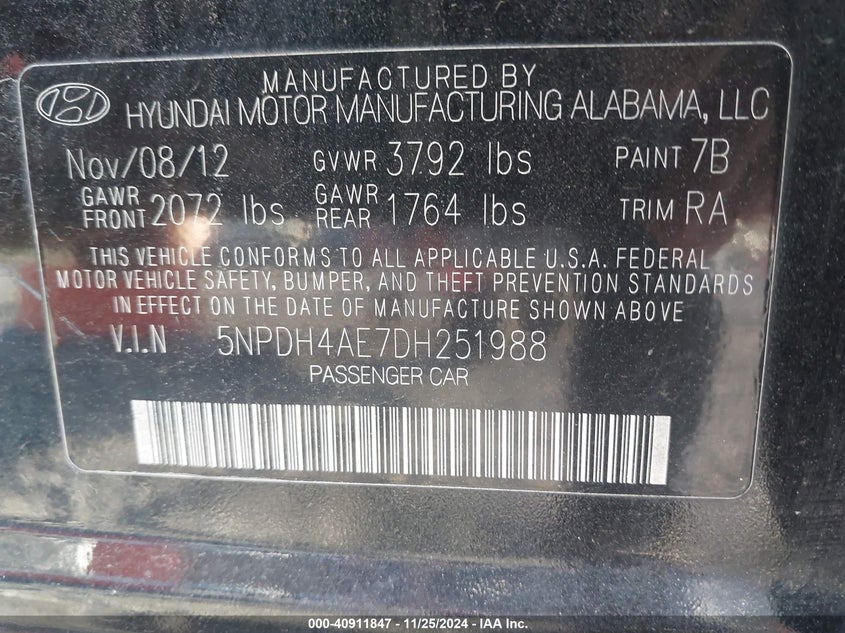 MANUFACTURED BY
HYUNDAI MOTOR MANUFACTURING ALABAMA, LLC
Nov/08/12 GVWR 3792 lbs PAINT 7B
GAWR FRONT 2072 lbs GAWR REAR 1764 lbs TRIM RA
THIS VEHICLE CONFORMS TO ALL APPLICABLE U.S.A. FEDERAL
MOTOR VEHICLE SAFETY, BUMPER, AND THEFT PREVENTION STANDARDS
IN EFFECT ON THE DATE OF MANUFACTURE SHOWN ABOVE
V.I.N 5NPDH4AE7DH251988
PASSENGER CAR
000-40911847 - 11/25/2024 - IAA Inc.